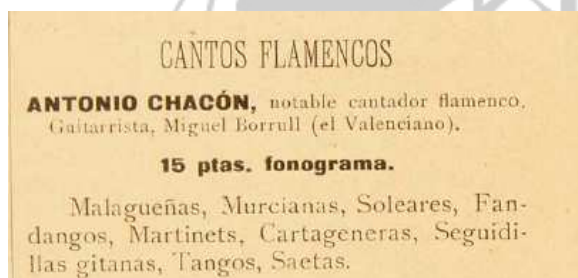 CANTOS FLAMENCOS
ANTONIO CHACÓN, notable cantador flamenco.
Guitarrista, Miguel Borrull (el Valenciano).
15 ptas. fonograma.
Malagueñas, Murcianas, Soleares, Fan-
dangos, Martinets, Cartageneras, Seguidi-
llas gitanas, Tangos, Saetas.